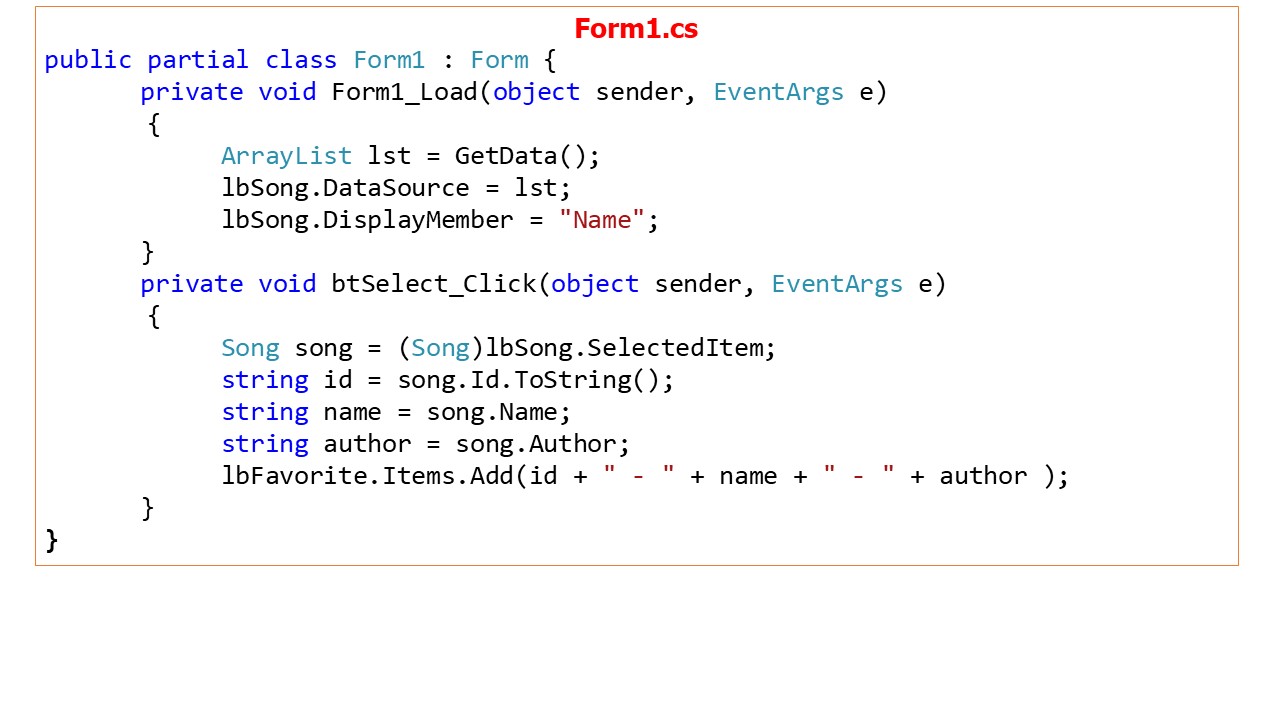 Form1.cs
public partial class Form1 : Form {
private void Form1_Load(object sender, EventArgs e)
{
ArrayList lst = GetData();
lbSong.DataSource = lst;
lbSong.DisplayMember = "Name";
}
private void btSelect_Click(object sender, EventArgs e)
{
Song song = (Song)lbSong.SelectedItem;
string id = song.Id.ToString();
string name = song.Name;
string author = song.Author;
lbFavorite.Items.Add(id + " - " + name + " - " + author );
}
}